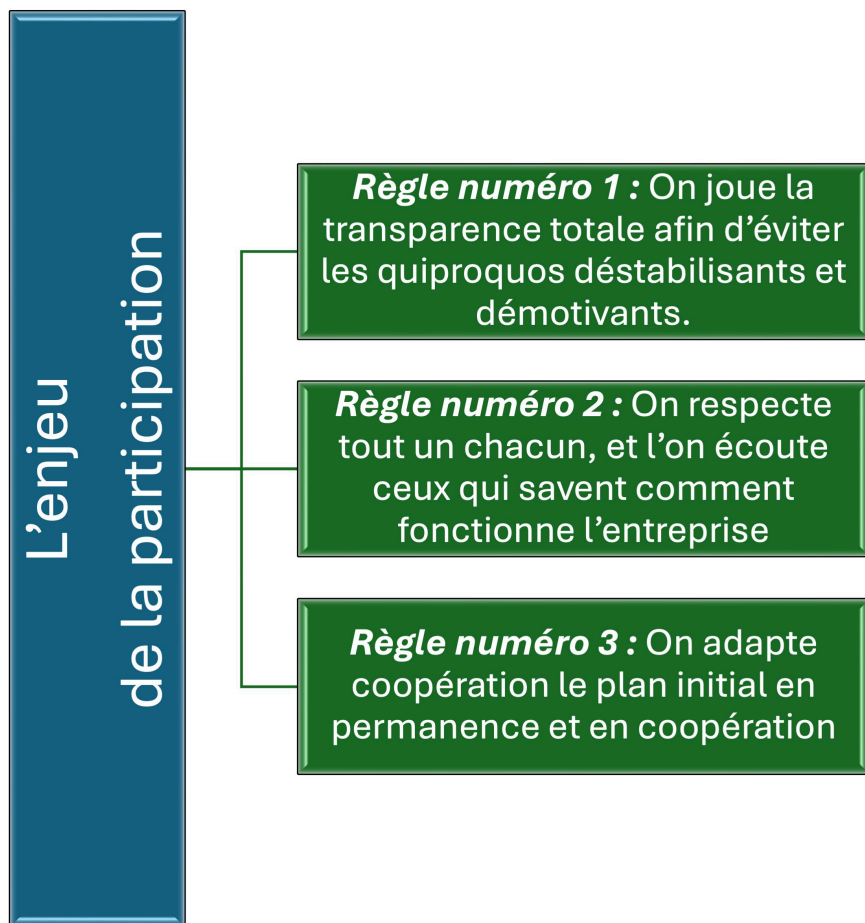 L’enjeu
de la participation
Règle numéro 1 : On joue la
transparence totale afin d’éviter
les quiproquos déstabilisants et
démotivants.
Règle numéro 2 : On respecte
tout un chacun, et l’on écoute
ceux qui savent comment
fonctionne l’entreprise
Règle numéro 3 : On adapte
coopération le plan initial en
permanence et en coopération